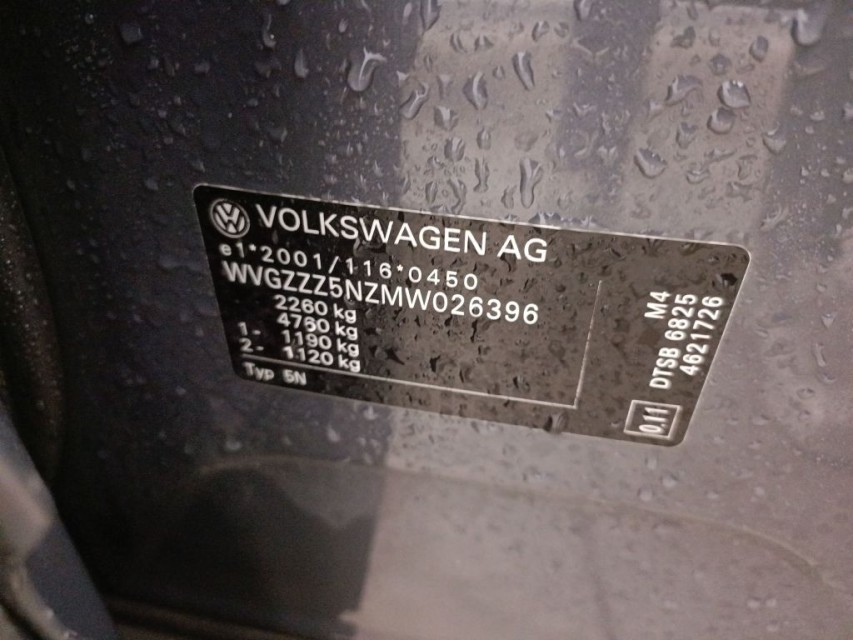 VOLKSWAGEN AG
e1*2001/116*0450
WVGZZZ5NZMW026396
2260 kg
4760 kg
1- 1190 kg
2- 1120 kg
Typ 5N
M4
DTSB 6825
4621726
0.11